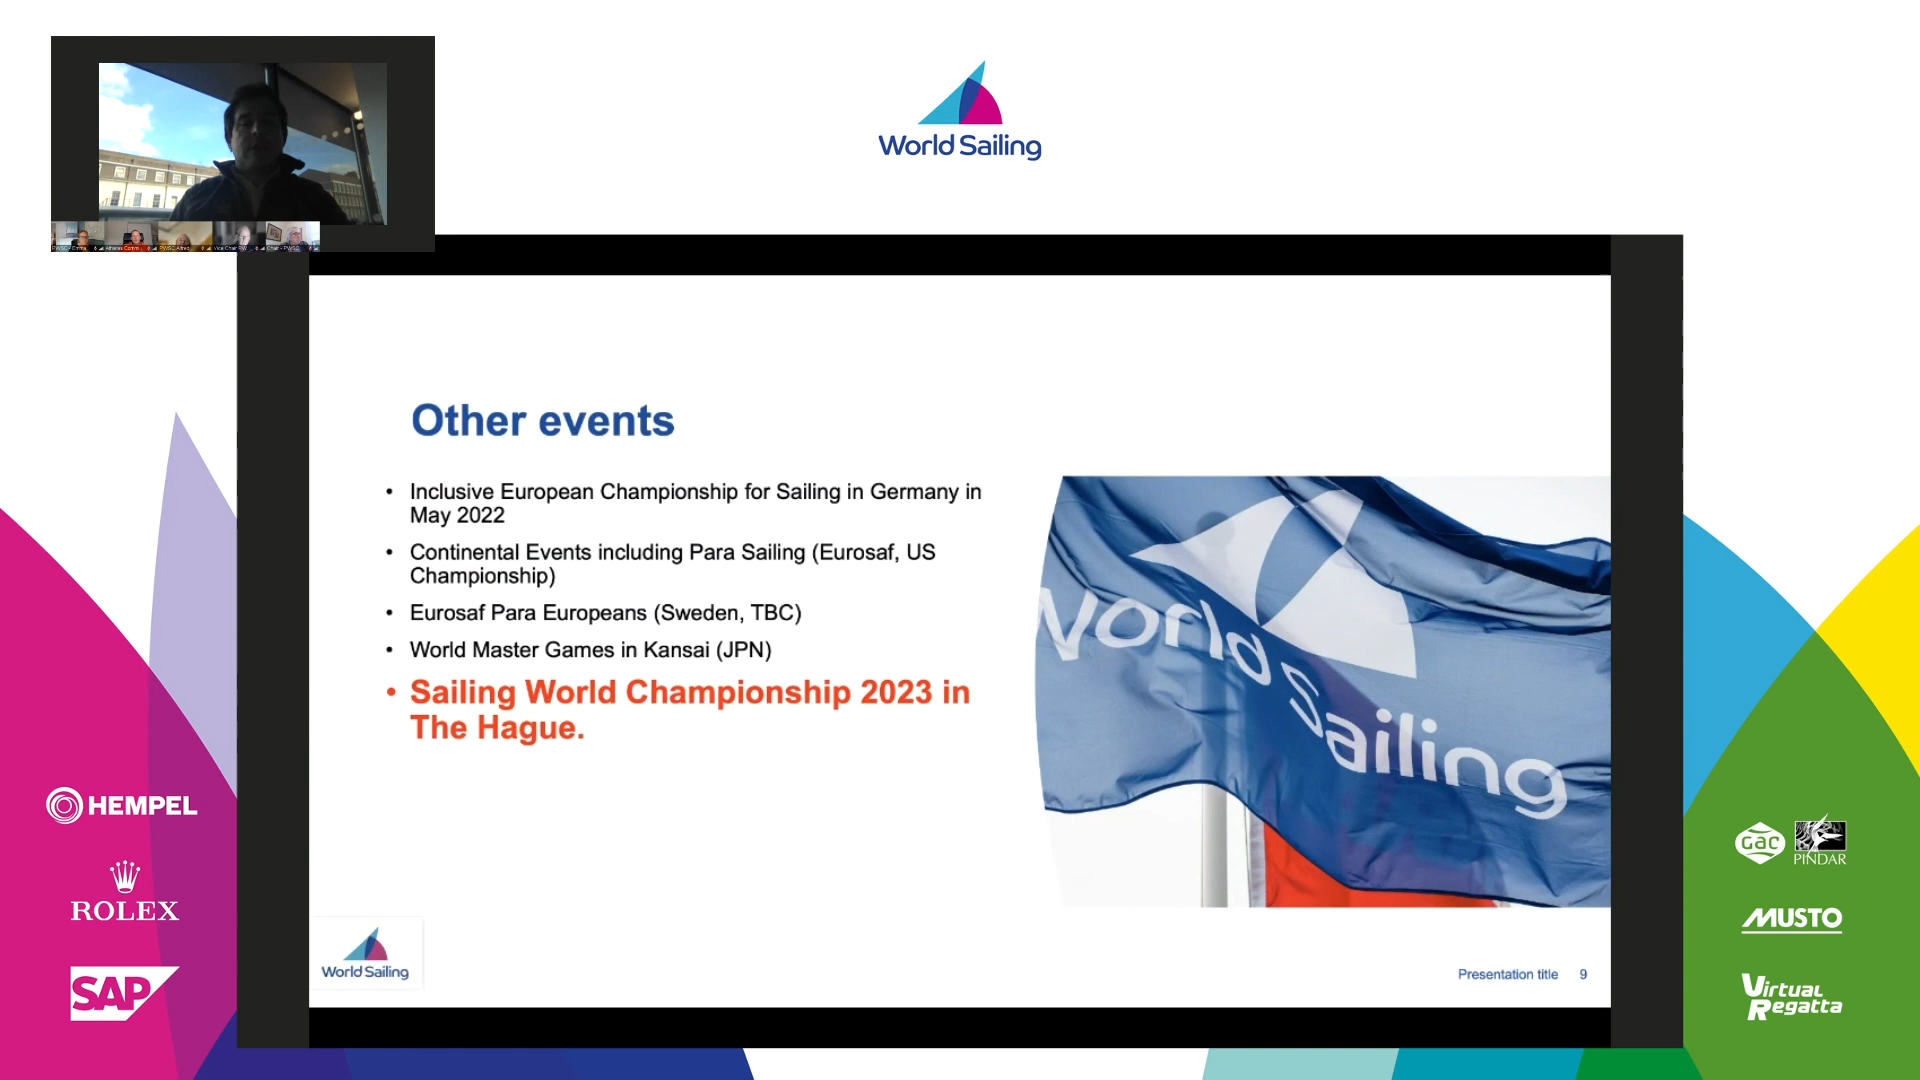 World Sailing
Other events
• Inclusive European Championship for Sailing in Germany in
May 2022
• Continental Events including Para Sailing (Eurosaf, US
Championship)
• Eurosaf Para Europeans (Sweden, TBC)
• World Master Games in Kansai (JPN)
• Sailing World Championship 2023 in
The Hague.
World Sailing
World Sailing
Presentation title 9
HEMPEL
ROLEX
SAP
GAC
PINDAR
MUSTO
Virtual
Regatta